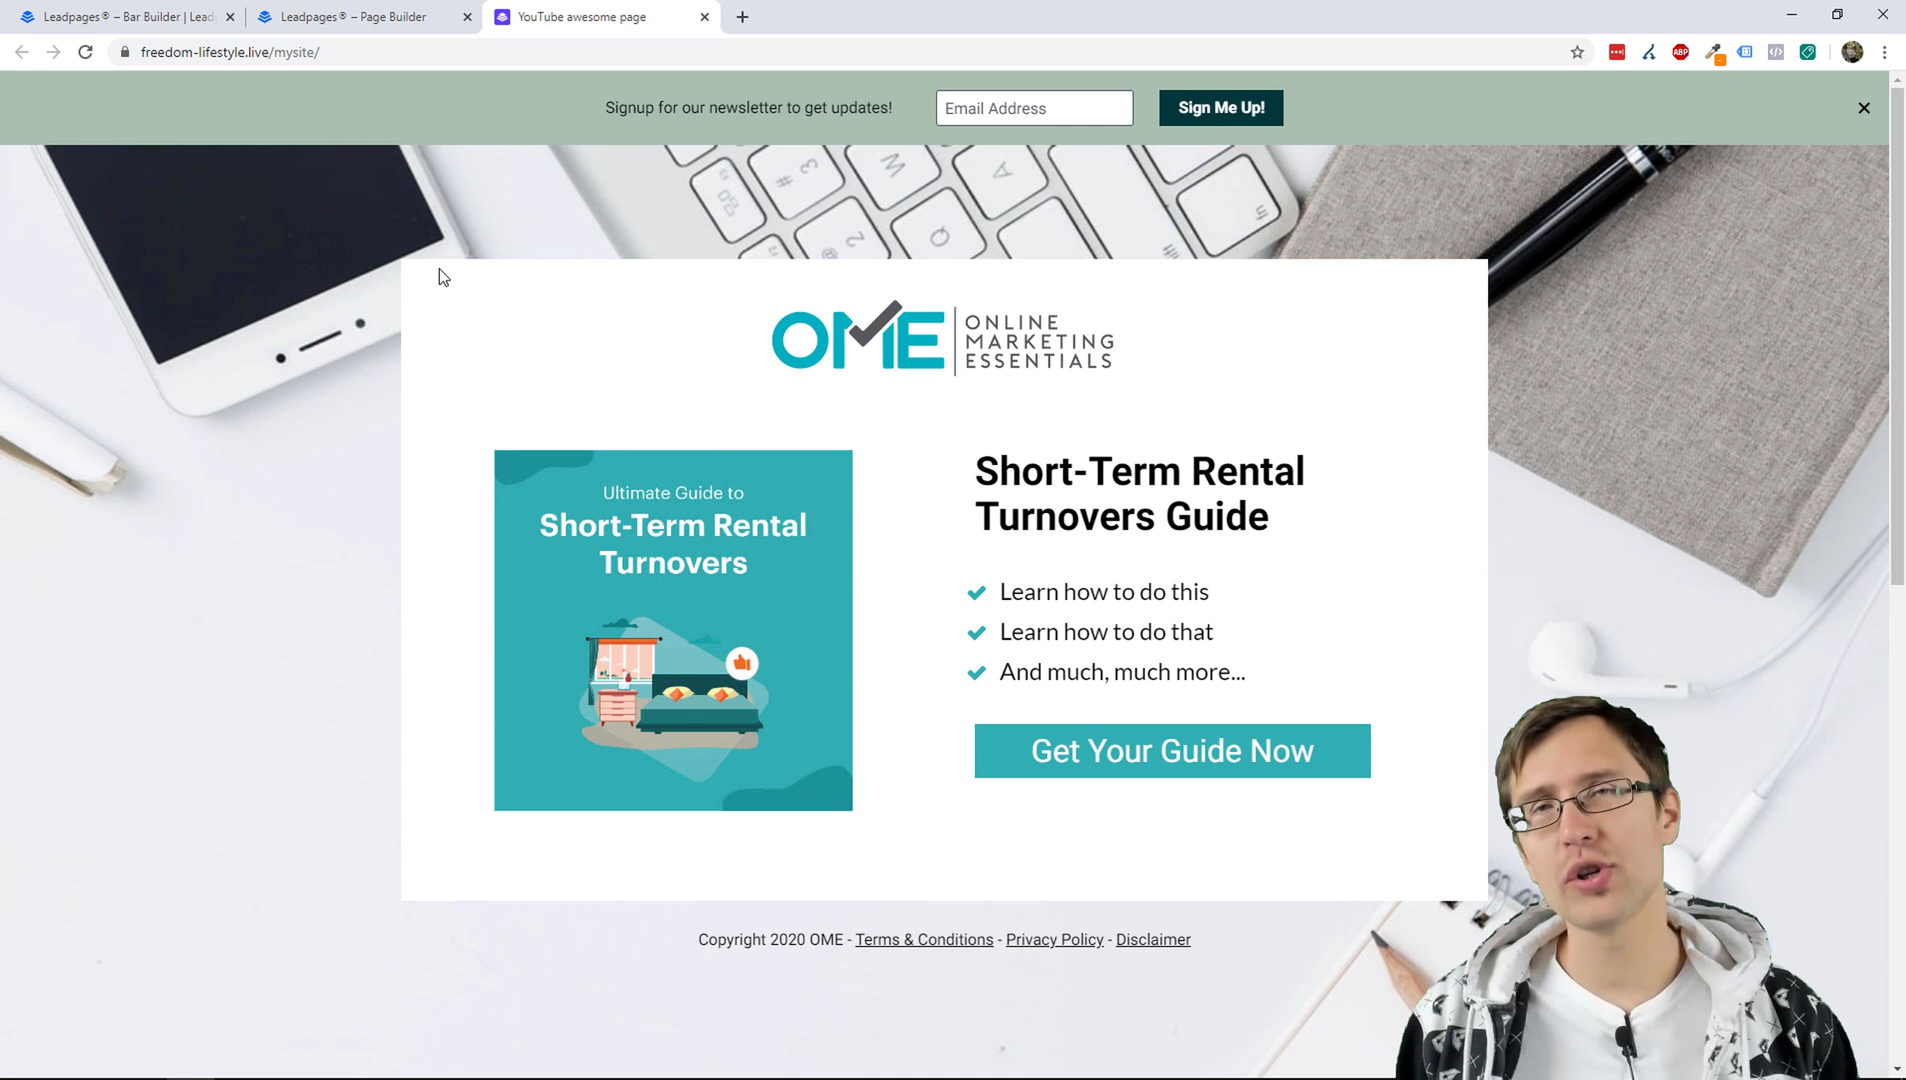 Leadpages® – Bar Builder | Lead
Leadpages® – Page Builder
YouTube awesome page
freedom-lifestyle.live/mysite/
ABP
Signup for our newsletter to get updates!
Email Address
Sign Me Up!
# 3
W
A
@ 2
Q
OME
ONLINE
MARKETING
ESSENTIALS
Ultimate Guide to
Short-Term Rental
Turnovers
Short-Term Rental
Turnovers Guide
Learn how to do this
Learn how to do that
And much, much more...
Get Your Guide Now
Copyright 2020 OME - Terms & Conditions - Privacy Policy - Disclaimer